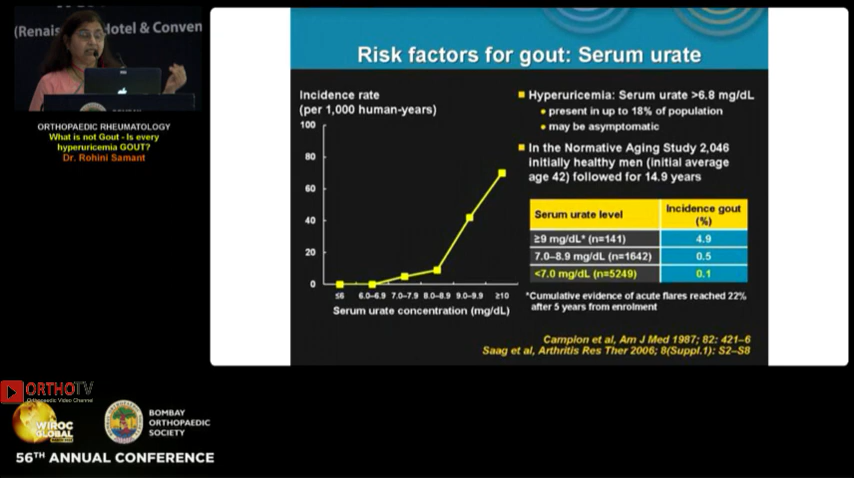 (Renais Hotel & Conven
ORTHOPAEDIC RHEUMATOLOGY
What is not Gout - Is every
hyperuricemia GOUT?
Dr. Rohini Samant
Risk factors for gout: Serum urate
Incidence rate
(per 1,000 human-years)
100
80
60
40
20
0
≤6 6.0–6.9 7.0–7.9 8.0–8.9 9.0–9.9 ≥10
Serum urate concentration (mg/dL)
Hyperuricemia: Serum urate >6.8 mg/dL
present in up to 18% of population
may be asymptomatic
In the Normative Aging Study 2,046
initially healthy men (initial average
age 42) followed for 14.9 years
Serum urate level Incidence gout
(%)
≥9 mg/dL* (n=141) 4.9
7.0–8.9 mg/dL (n=1642) 0.5
<7.0 mg/dL (n=5249) 0.1
*Cumulative evidence of acute flares reached 22%
after 5 years from enrolment
Campion et al, Am J Med 1987; 82: 421–6
Saag et al, Arthritis Res Ther 2006; 8(Suppl.1): S2–S8
ORTHOTV
Orthopaedic Video Channel
WIROC
GLOBAL
BOMBAY
ORTHOPAEDIC
SOCIETY
56TH ANNUAL CONFERENCE